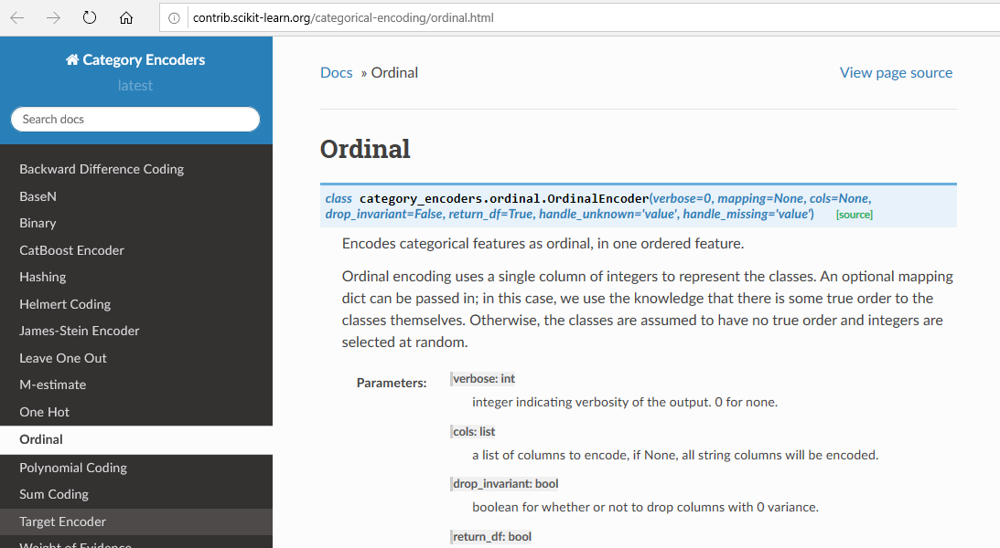 contrib.scikit-learn.org/categorical-encoding/ordinal.html
Category Encoders
latest
Search docs
Backward Difference Coding
BaseN
Binary
CatBoost Encoder
Hashing
Helmert Coding
James-Stein Encoder
Leave One Out
M-estimate
One Hot
Ordinal
Polynomial Coding
Sum Coding
Target Encoder
Weight of Evidence
Docs » Ordinal
View page source
Ordinal
class category_encoders.ordinal.OrdinalEncoder(verbose=0, mapping=None, cols=None,
drop_invariant=False, return_df=True, handle_unknown='value', handle_missing='value') [source]
Encodes categorical features as ordinal, in one ordered feature.
Ordinal encoding uses a single column of integers to represent the classes. An optional mapping
dict can be passed in; in this case, we use the knowledge that there is some true order to the
classes themselves. Otherwise, the classes are assumed to have no true order and integers are
selected at random.
Parameters:
verbose: int
integer indicating verbosity of the output. 0 for none.
cols: list
a list of columns to encode, if None, all string columns will be encoded.
drop_invariant: bool
boolean for whether or not to drop columns with 0 variance.
return_df: bool